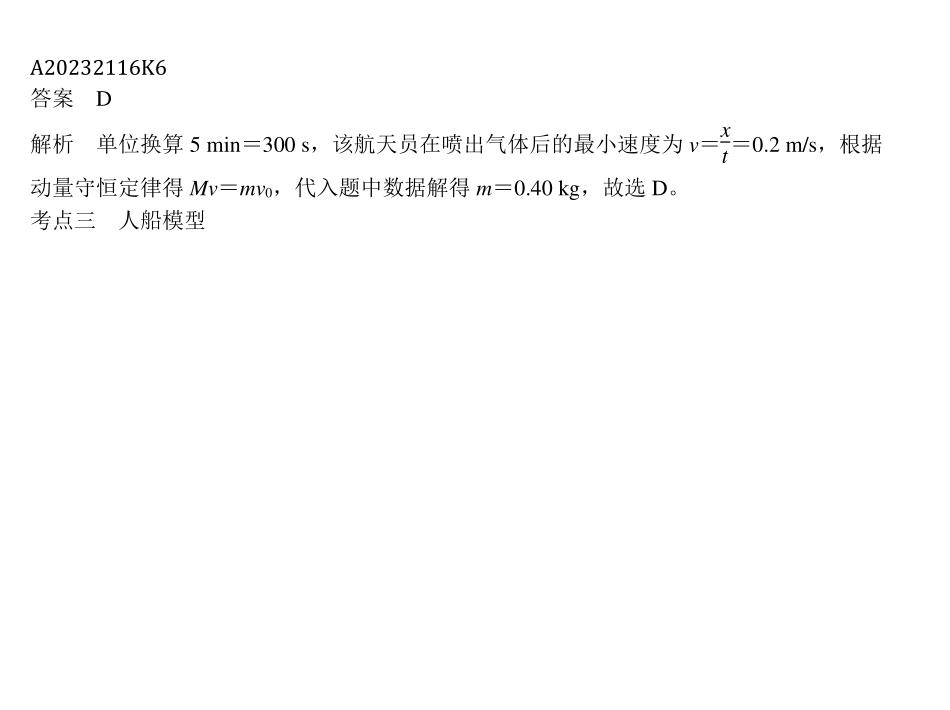 A20232116K6
答案　D
解析　单位换算 5 min＝300 s，该航天员在喷出气体后的最小速度为 v＝x/t＝0.2 m/s，根据
动量守恒定律得 Mv＝mv₀，代入题中数据解得 m＝0.40 kg，故选 D。
考点三　人船模型